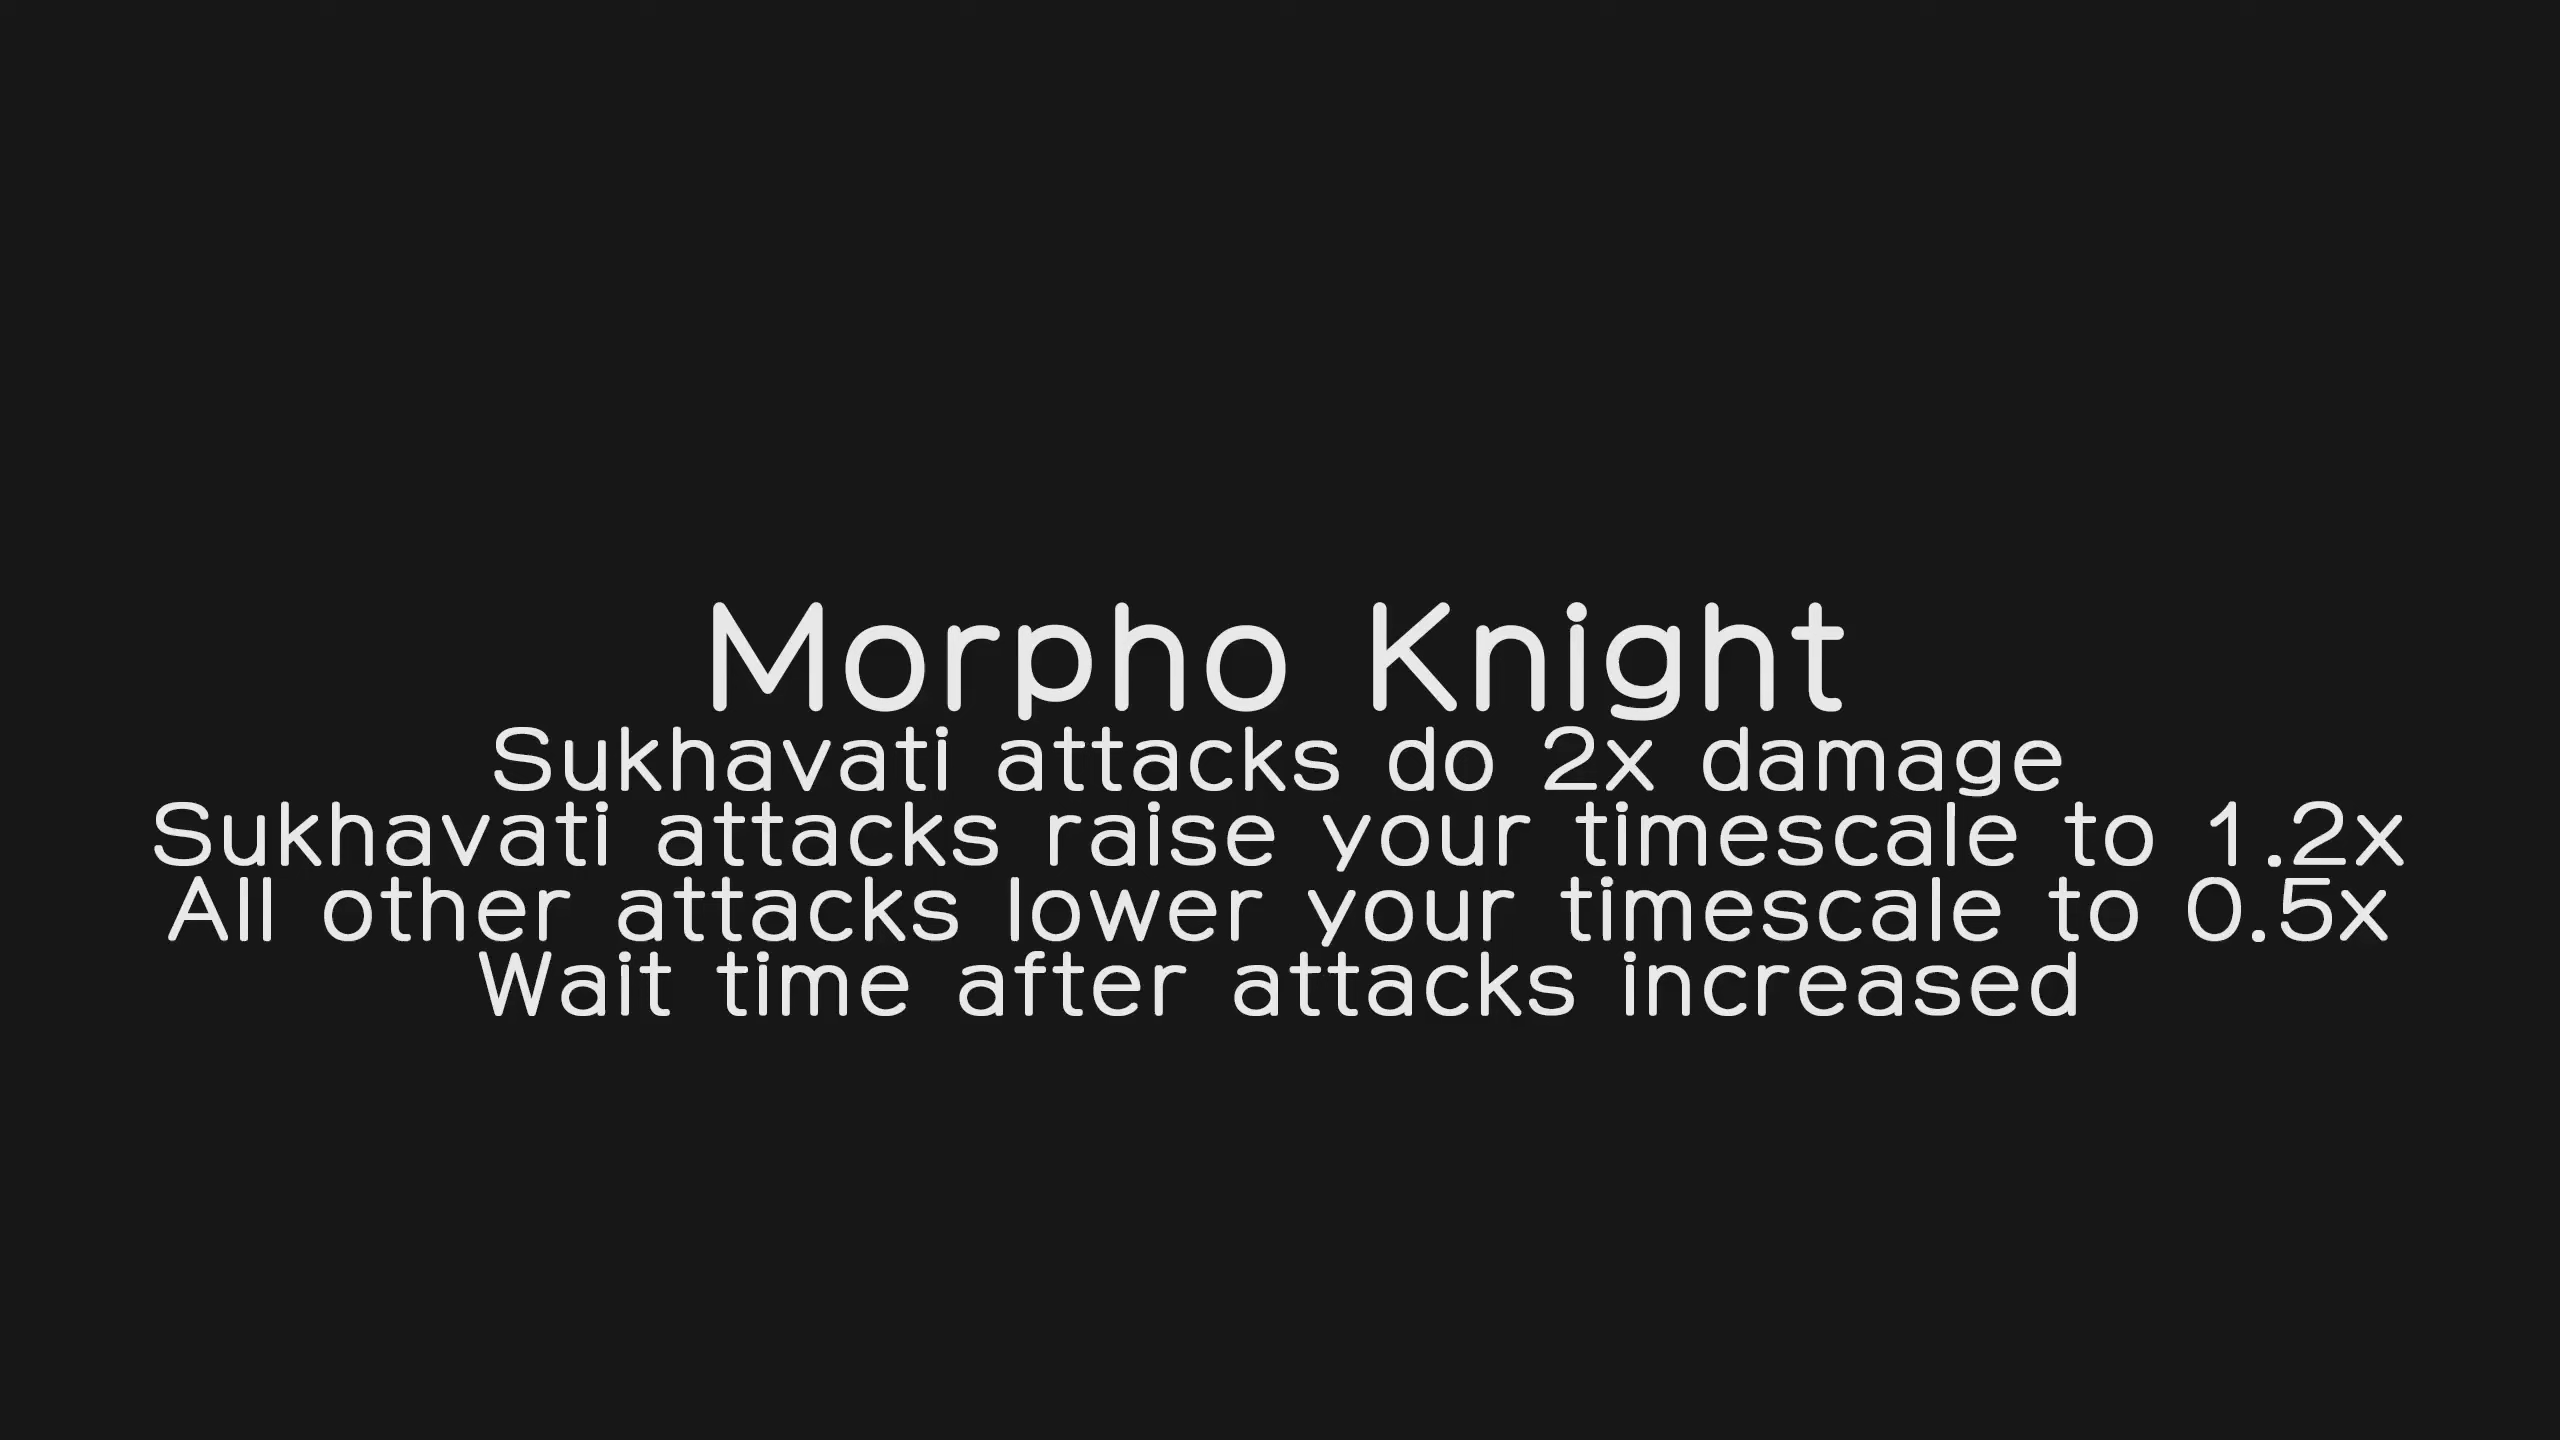 Morpho Knight
Sukhavati attacks do 2x damage
Sukhavati attacks raise your timescale to 1.2x
All other attacks lower your timescale to 0.5x
Wait time after attacks increased